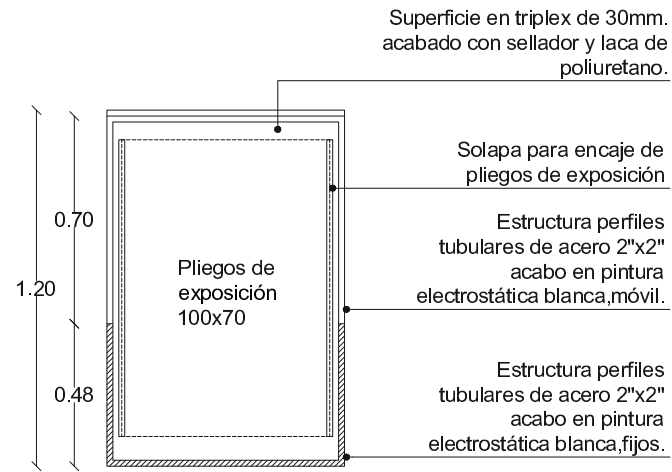 Superficie en triplex de 30mm.
acabado con sellador y laca de
poliuretano.
Solapa para encaje de
pliegos de exposición
0.70
Estructura perfiles
tubulares de acero 2"x2"
acabo en pintura
electrostática blanca,móvil.
Pliegos de
exposición
100x70
1.20
0.48
Estructura perfiles
tubulares de acero 2"x2"
acabo en pintura
electrostática blanca,fijos.